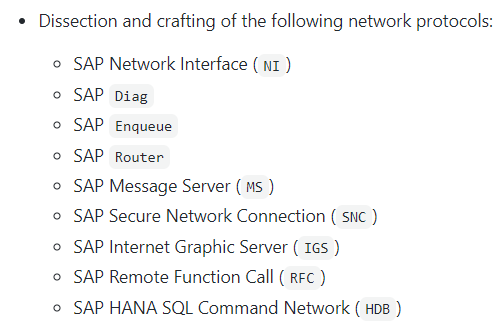 • Dissection and crafting of the following network protocols:
◦ SAP Network Interface ( NI )
◦ SAP Diag
◦ SAP Enqueue
◦ SAP Router
◦ SAP Message Server ( MS )
◦ SAP Secure Network Connection ( SNC )
◦ SAP Internet Graphic Server ( IGS )
◦ SAP Remote Function Call ( RFC )
◦ SAP HANA SQL Command Network ( HDB )